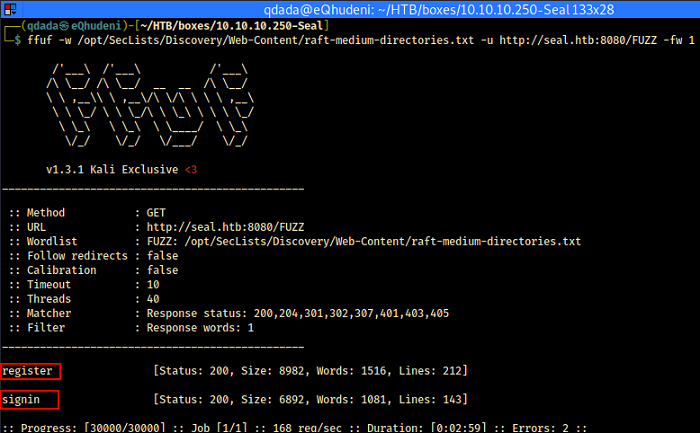 qdada@eQhudeni: ~/HTB/boxes/10.10.10.250-Seal 133x28
┌──(qdada㉿eQhudeni)-[~/HTB/boxes/10.10.10.250-Seal]
└─$ ffuf -w /opt/SecLists/Discovery/Web-Content/raft-medium-directories.txt -u http://seal.htb:8080/FUZZ -fw 1
        /'___\  /'___\           /'___\
       /\ \__/ /\ \__/  __  __  /\ \__/
       \ \ ,__\\ \ ,__\/\ \/\ \ \ \ ,__\
        \ \ \_/ \ \ \_/\ \ \_\ \ \ \ \_/
         \ \_\   \ \_\  \ \____/  \ \_\
          \/_/    \/_/   \/___/    \/_/
v1.3.1 Kali Exclusive <3
________________________________________________
:: Method           : GET
:: URL              : http://seal.htb:8080/FUZZ
:: Wordlist         : FUZZ: /opt/SecLists/Discovery/Web-Content/raft-medium-directories.txt
:: Follow redirects : false
:: Calibration      : false
:: Timeout          : 10
:: Threads          : 40
:: Matcher          : Response status: 200,204,301,302,307,401,403,405
:: Filter           : Response words: 1
________________________________________________
register                [Status: 200, Size: 8982, Words: 1516, Lines: 212]
signin                  [Status: 200, Size: 6892, Words: 1081, Lines: 143]
:: Progress: [30000/30000] :: Job [1/1] :: 168 req/sec :: Duration: [0:02:59] :: Errors: 2 ::